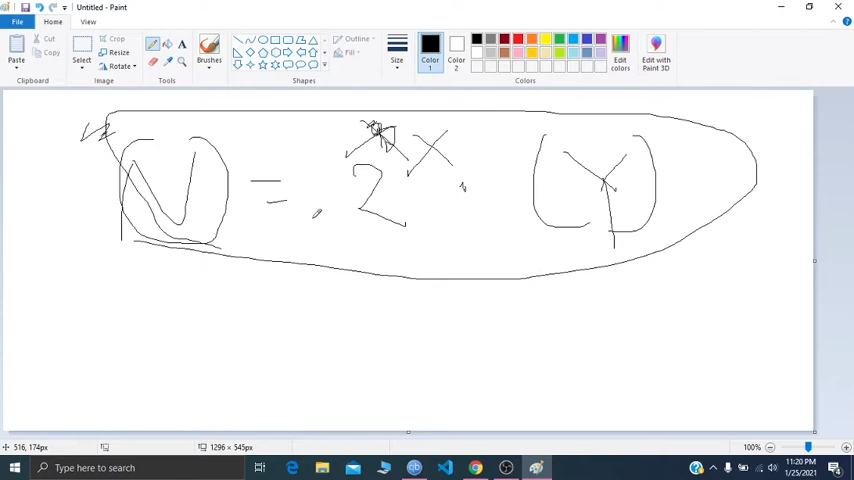 Untitled - Paint
File Home View
Paste Cut Copy
Select Crop Resize Rotate
A
Brushes
Outline Fill
Size
Color 1
Color 2
Edit colors
Edit with Paint 3D
Clipboard Image Tools Shapes Colors
N = . 2 X . ( Y )
516, 174px 1296 × 545px 100%
Type here to search
11:20 PM
1/25/2021
4